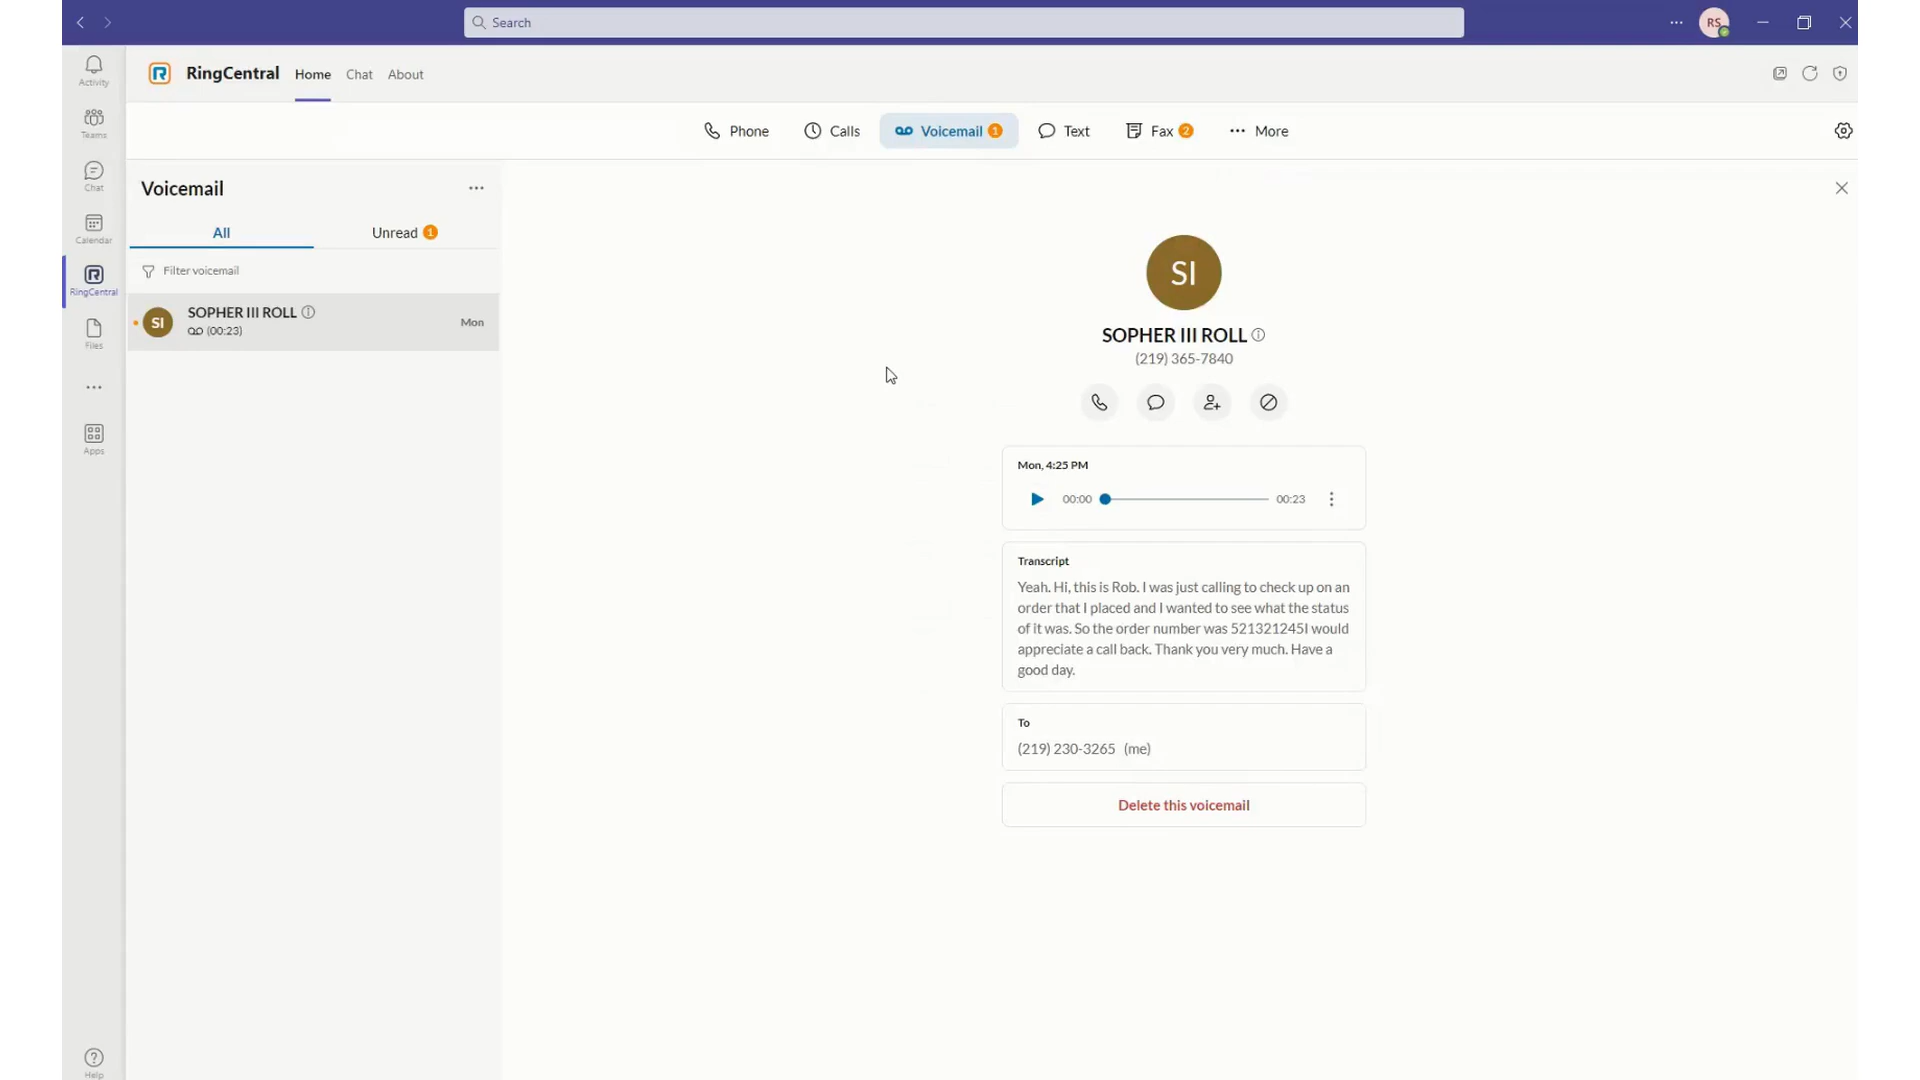 Search
RS
Activity
Teams
Chat
Calendar
RingCentral
Files
Apps
Help
RingCentral Home Chat About
Phone Calls Voicemail 1 Text Fax 2 More
Voicemail
All Unread 1
Filter voicemail
SI SOPHER III ROLL Mon
(00:23)
SI
SOPHER III ROLL
(219) 365-7840
Mon, 4:25 PM
00:00 00:23
Transcript
Yeah. Hi, this is Rob. I was just calling to check up on an
order that I placed and I wanted to see what the status
of it was. So the order number was 521321245I would
appreciate a call back. Thank you very much. Have a
good day.
To
(219) 230-3265 (me)
Delete this voicemail